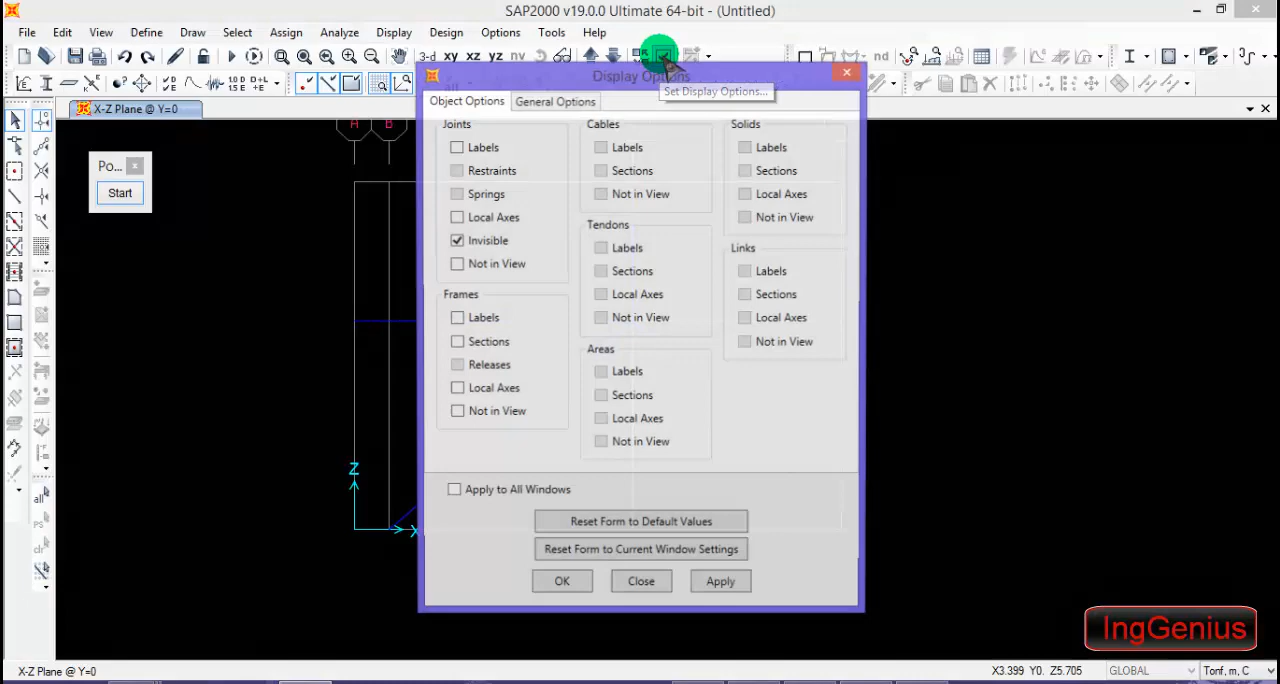 SAP2000 v19.0.0 Ultimate 64-bit - (Untitled)
File Edit View Define Draw Select Assign Analyze Display Design Options Tools Help
3-d xy xz yz nv nd
Display Options
Set Display Options...
X-Z Plane @ Y=0
Object Options General Options
A B
Po...
Start
Joints
Labels
Restraints
Springs
Local Axes
Invisible
Not in View
Frames
Labels
Sections
Releases
Local Axes
Not in View
Cables
Labels
Sections
Not in View
Tendons
Labels
Sections
Local Axes
Not in View
Areas
Labels
Sections
Local Axes
Not in View
Solids
Labels
Sections
Local Axes
Not in View
Links
Labels
Sections
Local Axes
Not in View
Z
X
all
ps
clr
Apply to All Windows
Reset Form to Default Values
Reset Form to Current Window Settings
OK Close Apply
IngGenius
X-Z Plane @ Y=0
X3.399 Y0. Z5.705
GLOBAL
Tonf, m, C